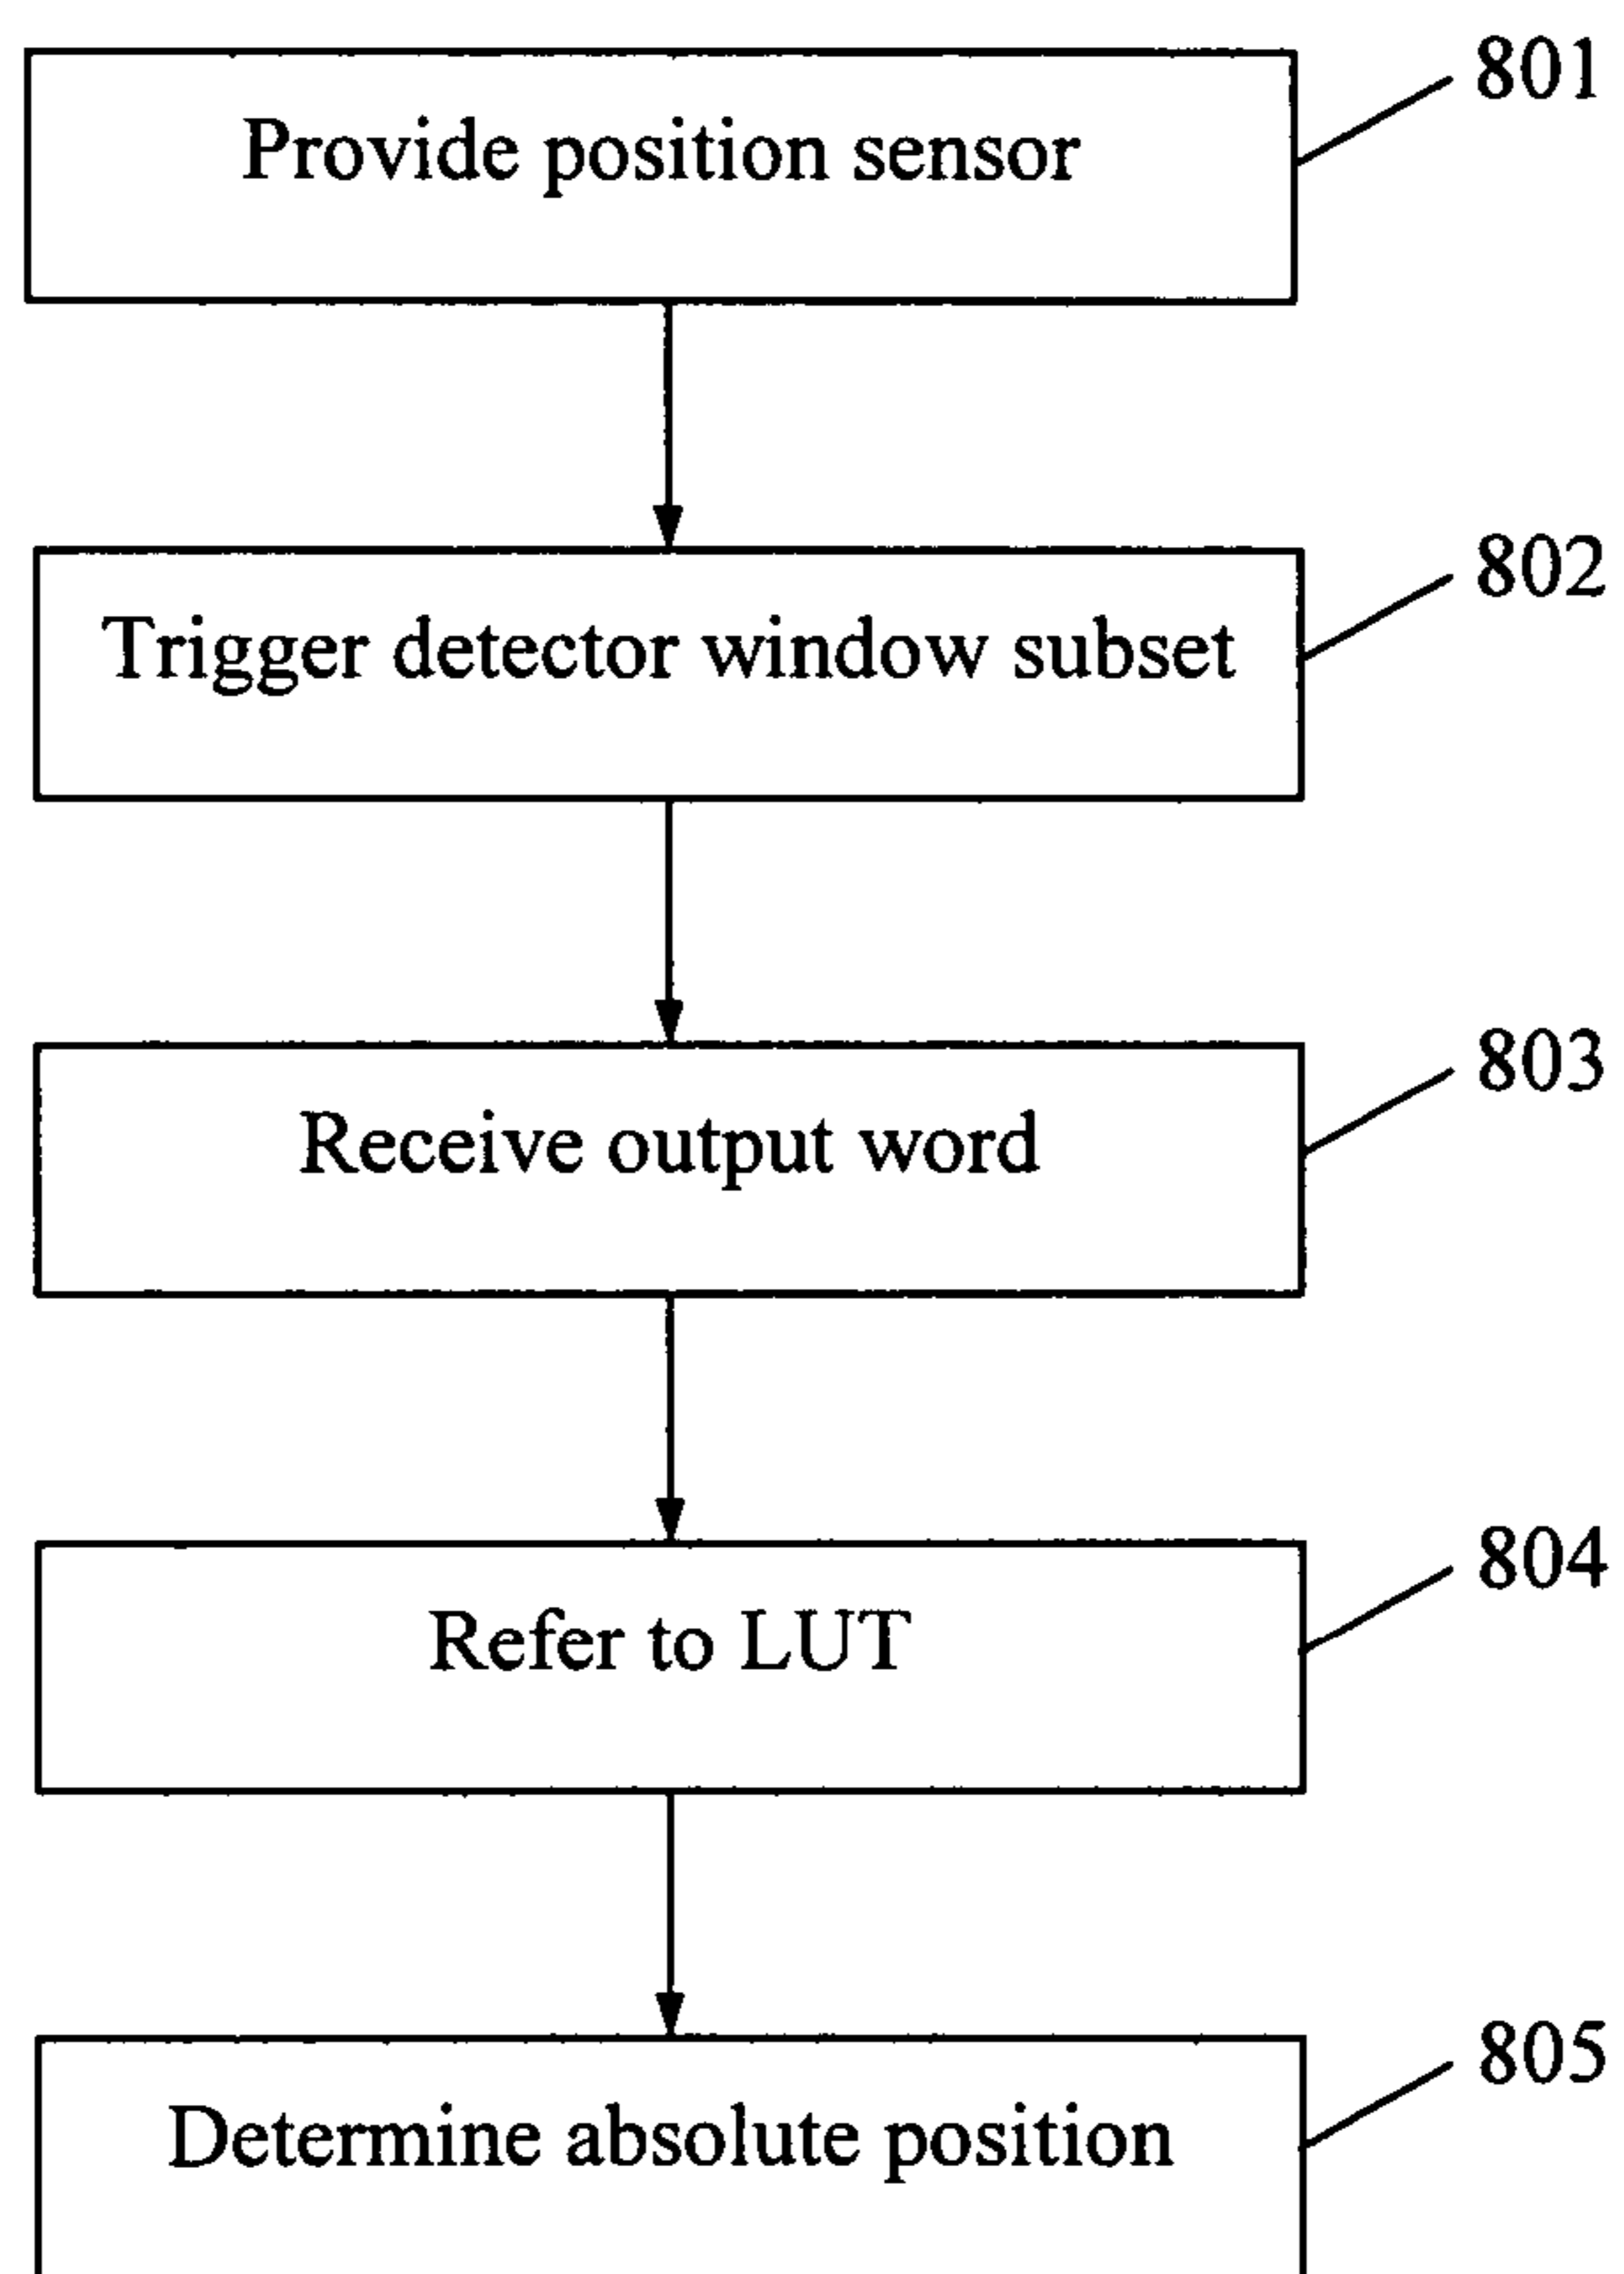 801
Provide position sensor
802
Trigger detector window subset
803
Receive output word
804
Refer to LUT
805
Determine absolute position